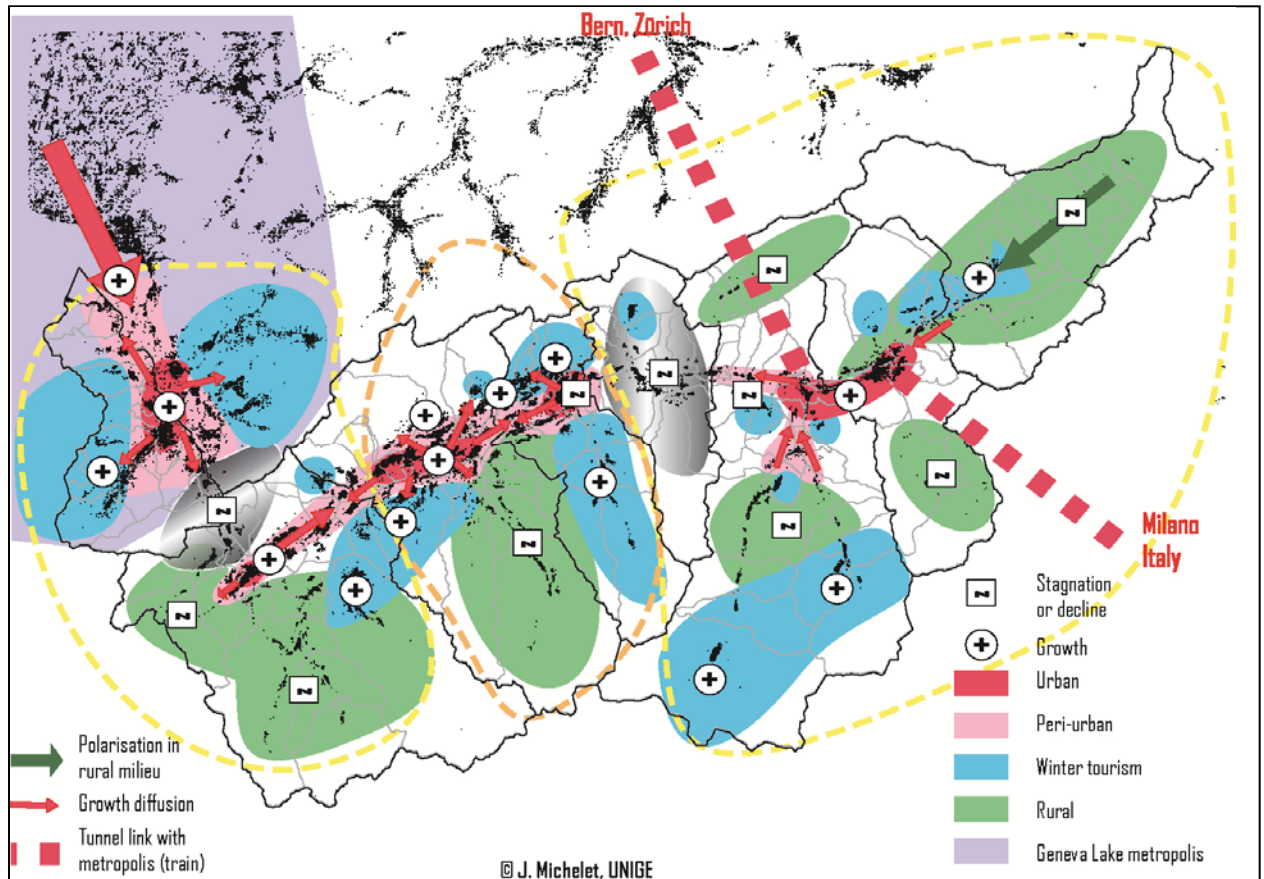 Bern, Zürich
Milano
Italy
Stagnation
or decline
Growth
Urban
Peri-urban
Winter tourism
Rural
Geneva Lake metropolis
Polarisation in
rural milieu
Growth diffusion
Tunnel link with
metropolis (train)
© J. Michelet, UNIGE